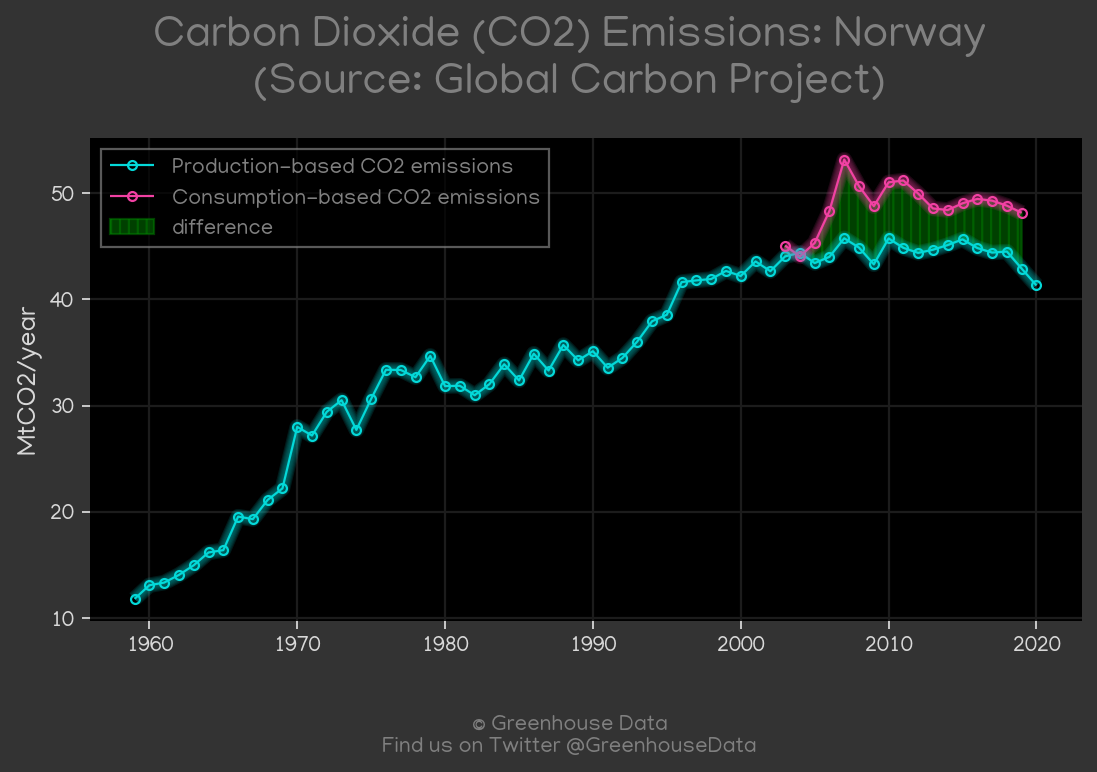 Carbon Dioxide (CO2) Emissions: Norway
(Source: Global Carbon Project)
Production-based CO2 emissions
Consumption-based CO2 emissions
difference
MtCO2/year
50
40
30
20
10
1960 1970 1980 1990 2000 2010 2020
© Greenhouse Data
Find us on Twitter @GreenhouseData